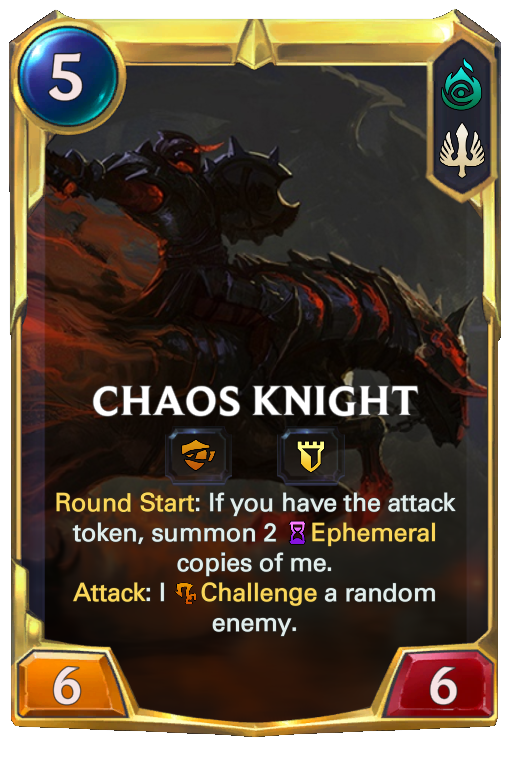 5
CHAOS KNIGHT
Round Start: If you have the attack
token, summon 2 Ephemeral
copies of me.
Attack: I Challenge a random
enemy.
6
6